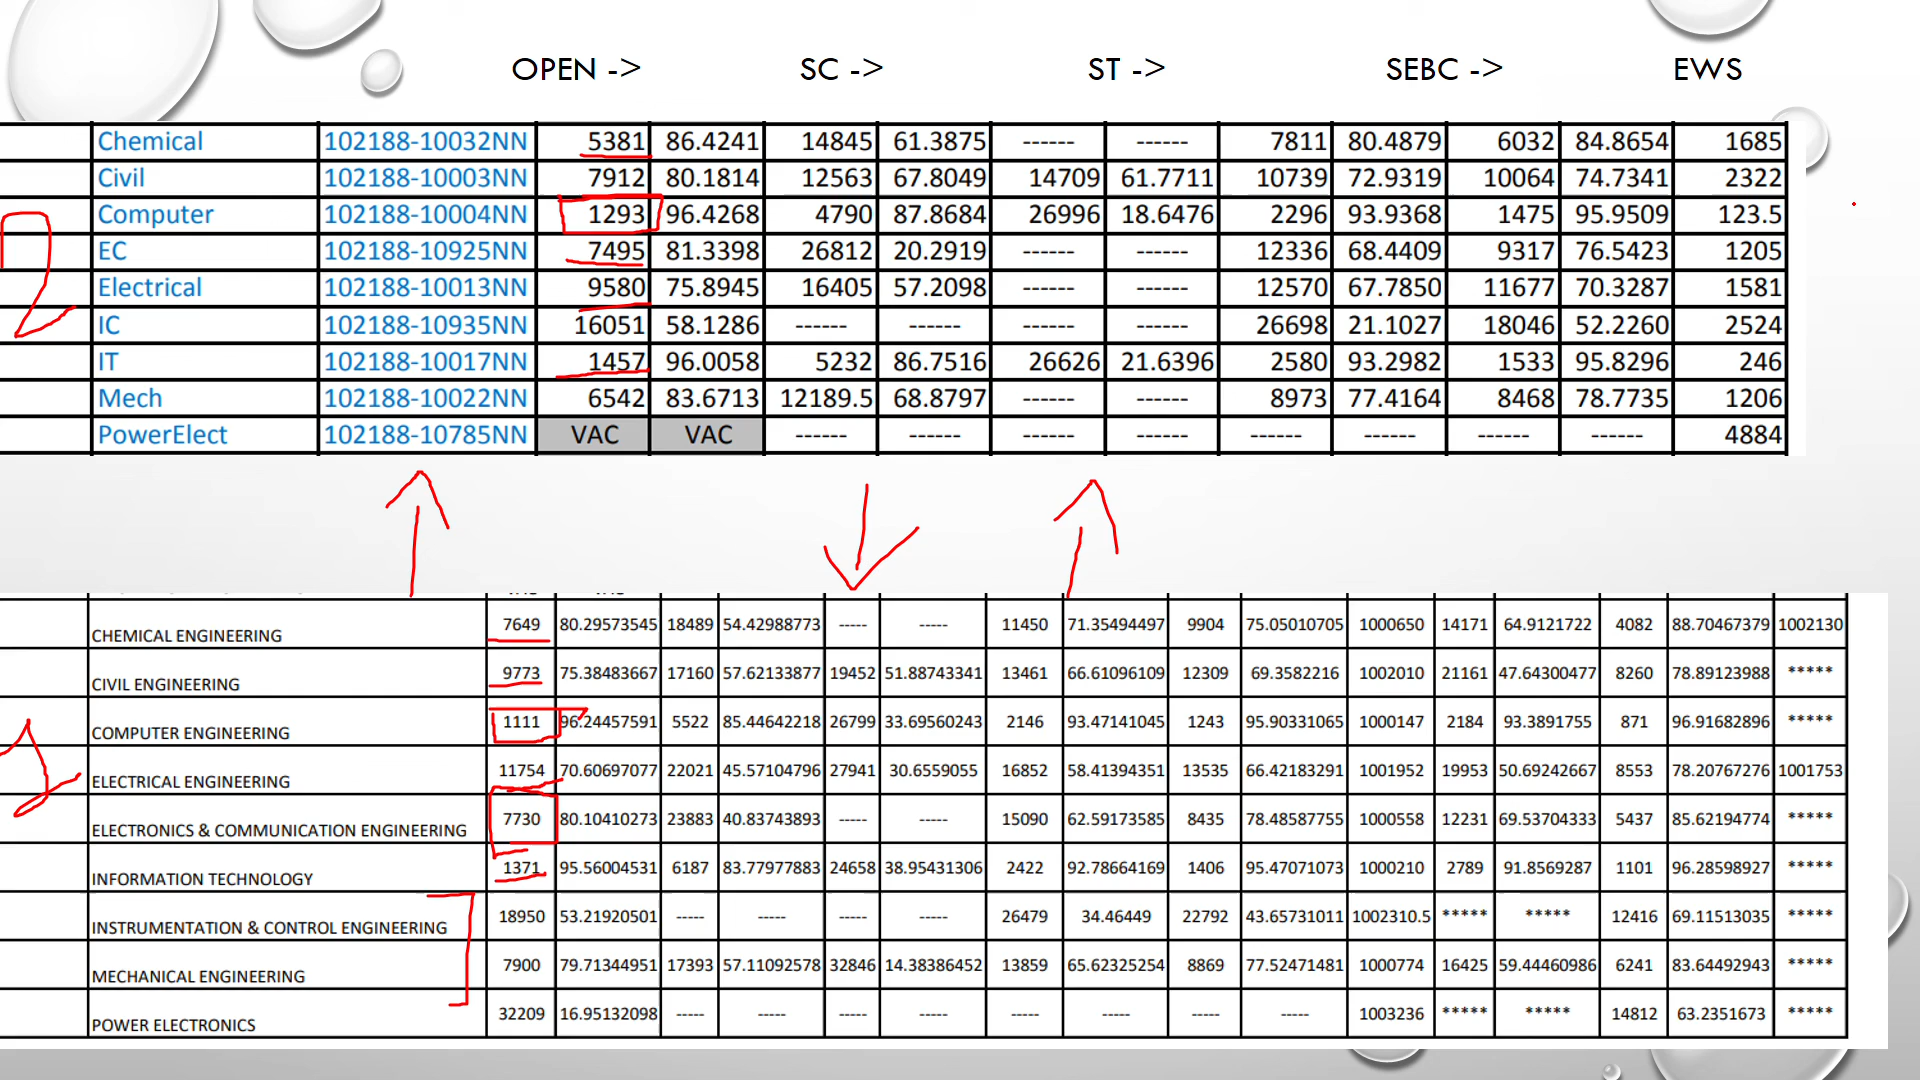 OPEN -> SC -> ST -> SEBC -> EWS
Chemical 102188-10032NN 5381 86.4241 14845 61.3875 ------ ------ 7811 80.4879 6032 84.8654 1685
Civil 102188-10003NN 7912 80.1814 12563 67.8049 14709 61.7711 10739 72.9319 10064 74.7341 2322
Computer 102188-10004NN 1293 96.4268 4790 87.8684 26996 18.6476 2296 93.9368 1475 95.9509 123.5
EC 102188-10925NN 7495 81.3398 26812 20.2919 ------ ------ 12336 68.4409 9317 76.5423 1205
Electrical 102188-10013NN 9580 75.8945 16405 57.2098 ------ ------ 12570 67.7850 11677 70.3287 1581
IC 102188-10935NN 16051 58.1286 ------ ------ ------ ------ 26698 21.1027 18046 52.2260 2524
IT 102188-10017NN 1457 96.0058 5232 86.7516 26626 21.6396 2580 93.2982 1533 95.8296 246
Mech 102188-10022NN 6542 83.6713 12189.5 68.8797 ------ ------ 8973 77.4164 8468 78.7735 1206
PowerElect 102188-10785NN VAC VAC ------ ------ ------ ------ ------ ------ ------ ------ 4884
2
CHEMICAL ENGINEERING 7649 80.29573545 18489 54.42988773 ----- ----- 11450 71.35494497 9904 75.05010705 1000650 14171 64.9121722 4082 88.70467379 1002130
CIVIL ENGINEERING 9773 75.38483667 17160 57.62133877 19452 51.88743341 13461 66.61096109 12309 69.3582216 1002010 21161 47.64300477 8260 78.89123988 *****
COMPUTER ENGINEERING 1111 96.24457591 5522 85.44642218 26799 33.69560243 2146 93.47141045 1243 95.90331065 1000147 2184 93.3891755 871 96.91682896 *****
ELECTRICAL ENGINEERING 11754 70.60697077 22021 45.57104796 27941 30.6559055 16852 58.41394351 13535 66.42183291 1001952 19953 50.69242667 8553 78.20767276 1001753
ELECTRONICS & COMMUNICATION ENGINEERING 7730 80.10410273 23883 40.83743893 ----- ----- 15090 62.59173585 8435 78.48587755 1000558 12231 69.53704333 5437 85.62194774 *****
INFORMATION TECHNOLOGY 1371 95.56004531 6187 83.77977883 24658 38.95431306 2422 92.78664169 1406 95.47071073 1000210 2789 91.8569287 1101 96.28598927 *****
INSTRUMENTATION & CONTROL ENGINEERING 18950 53.21920501 ----- ----- ----- ----- 26479 34.46449 22792 43.65731011 1002310.5 ***** ***** 12416 69.11513035 *****
MECHANICAL ENGINEERING 7900 79.71344951 17393 57.11092578 32846 14.38386452 13859 65.62325254 8869 77.52471481 1000774 16425 59.44460986 6241 83.64492943 *****
POWER ELECTRONICS 32209 16.95132098 ----- ----- ----- ----- ----- ----- ----- ----- 1003236 ***** ***** 14812 63.2351673 *****